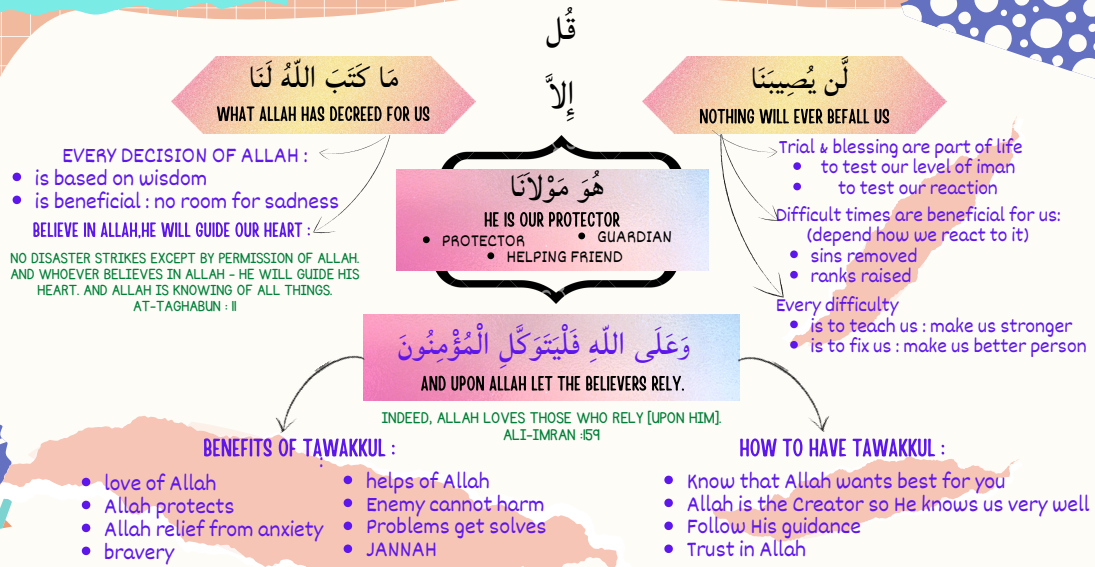 قُل
لَّن يُصِيبَنَا
NOTHING WILL EVER BEFALL US
Trial & blessing are part of life
• to test our level of iman
• to test our reaction
Difficult times are beneficial for us:
(depend how we react to it)
• sins removed
• ranks raised
Every difficulty
• is to teach us : make us stronger
• is to fix us : make us better person
إِلاَّ
مَا كَتَبَ اللّهُ لَنَا
WHAT ALLAH HAS DECREED FOR US
EVERY DECISION OF ALLAH :
• is based on wisdom
• is beneficial : no room for sadness
BELIEVE IN ALLAH,HE WILL GUIDE OUR HEART :
NO DISASTER STRIKES EXCEPT BY PERMISSION OF ALLAH.
AND WHOEVER BELIEVES IN ALLAH - HE WILL GUIDE HIS
HEART. AND ALLAH IS KNOWING OF ALL THINGS.
AT-TAGHABUN : 11
هُوَ مَوْلاَنَا
HE IS OUR PROTECTOR
• PROTECTOR
• GUARDIAN
• HELPING FRIEND
وَعَلَى اللّهِ فَلْيَتَوَكَّلِ الْمُؤْمِنُونَ
AND UPON ALLAH LET THE BELIEVERS RELY.
INDEED, ALLAH LOVES THOSE WHO RELY [UPON HIM].
ALI-IMRAN :159
BENEFITS OF TAWAKKUL :
:
• love of Allah
• Allah protects
• Allah relief from anxiety
• bravery
• helps of Allah
• Enemy cannot harm
• Problems get solves
• JANNAH
HOW TO HAVE TAWAKKUL :
• Know that Allah wants best for you
• Allah is the Creator so He knows us very well
• Follow His guidance
• Trust in Allah